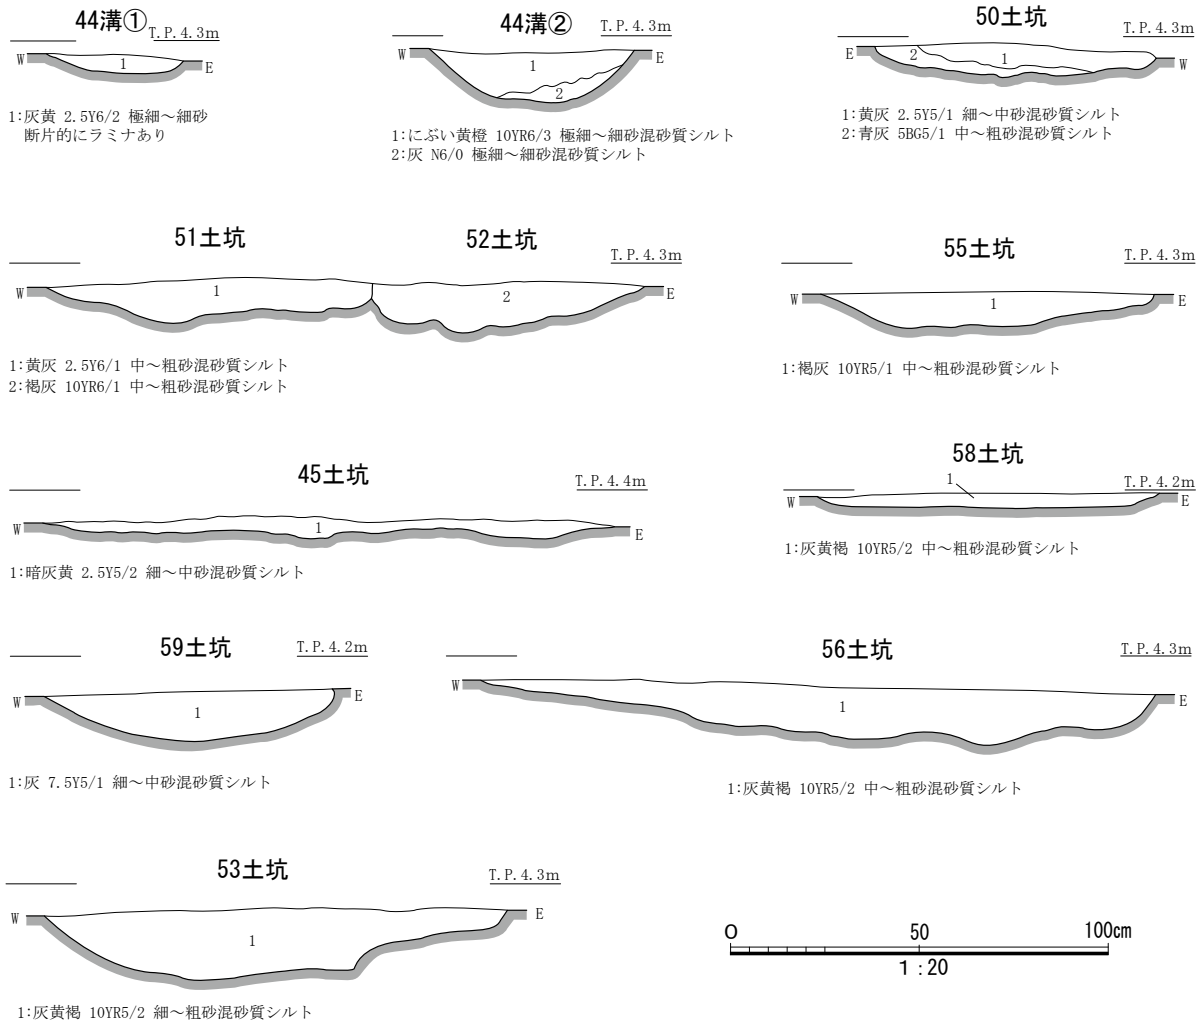 44溝①
T.P.4.3m
W
1
E
1:灰黄 2.5Y6/2 極細～細砂
断片的にラミナあり
44溝②
T.P.4.3m
W
1
2
E
1:にぶい黄橙 10YR6/3 極細～細砂混砂質シルト
2:灰 N6/0 極細～細砂混砂質シルト
50土坑
T.P.4.3m
E
2
1
W
1:黄灰 2.5Y5/1 細～中砂混砂質シルト
2:青灰 5BG5/1 中～粗砂混砂質シルト
51土坑
52土坑
T.P.4.3m
W
1
2
E
1:黄灰 2.5Y6/1 中～粗砂混砂質シルト
2:褐灰 10YR6/1 中～粗砂混砂質シルト
55土坑
T.P.4.3m
W
1
E
1:褐灰 10YR5/1 中～粗砂混砂質シルト
45土坑
T.P.4.4m
W
1
E
1:暗灰黄 2.5Y5/2 細～中砂混砂質シルト
58土坑
1
T.P.4.2m
W
E
1:灰黄褐 10YR5/2 中～粗砂混砂質シルト
59土坑
T.P.4.2m
W
1
E
1:灰 7.5Y5/1 細～中砂混砂質シルト
56土坑
T.P.4.3m
W
1
E
1:灰黄褐 10YR5/2 中～粗砂混砂質シルト
53土坑
T.P.4.3m
W
1
E
1:灰黄褐 10YR5/2 細～粗砂混砂質シルト
0 50 100cm
1:20